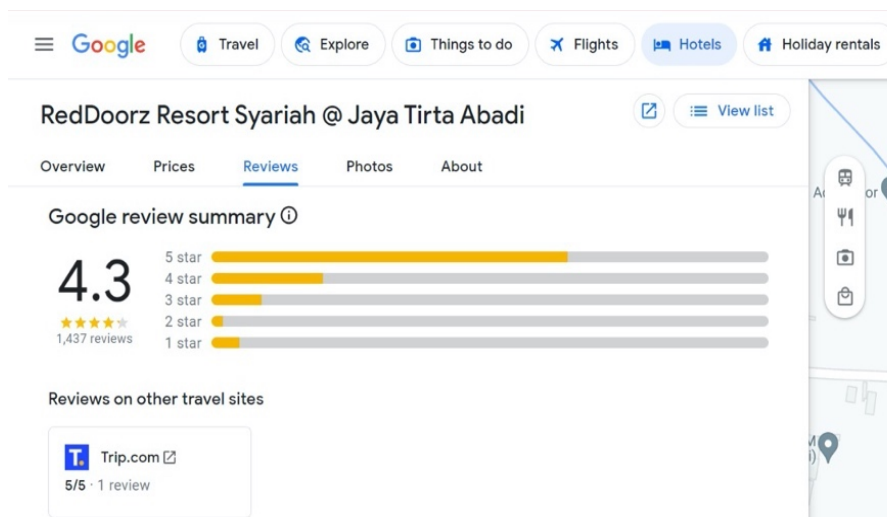 Google Travel Explore Things to do Flights Hotels Holiday rentals
RedDoorz Resort Syariah @ Jaya Tirta Abadi View list
Overview Prices Reviews Photos About
Google review summary
4.3
1,437 reviews
5 star
4 star
3 star
2 star
1 star
Reviews on other travel sites
T. Trip.com
5/5 · 1 review